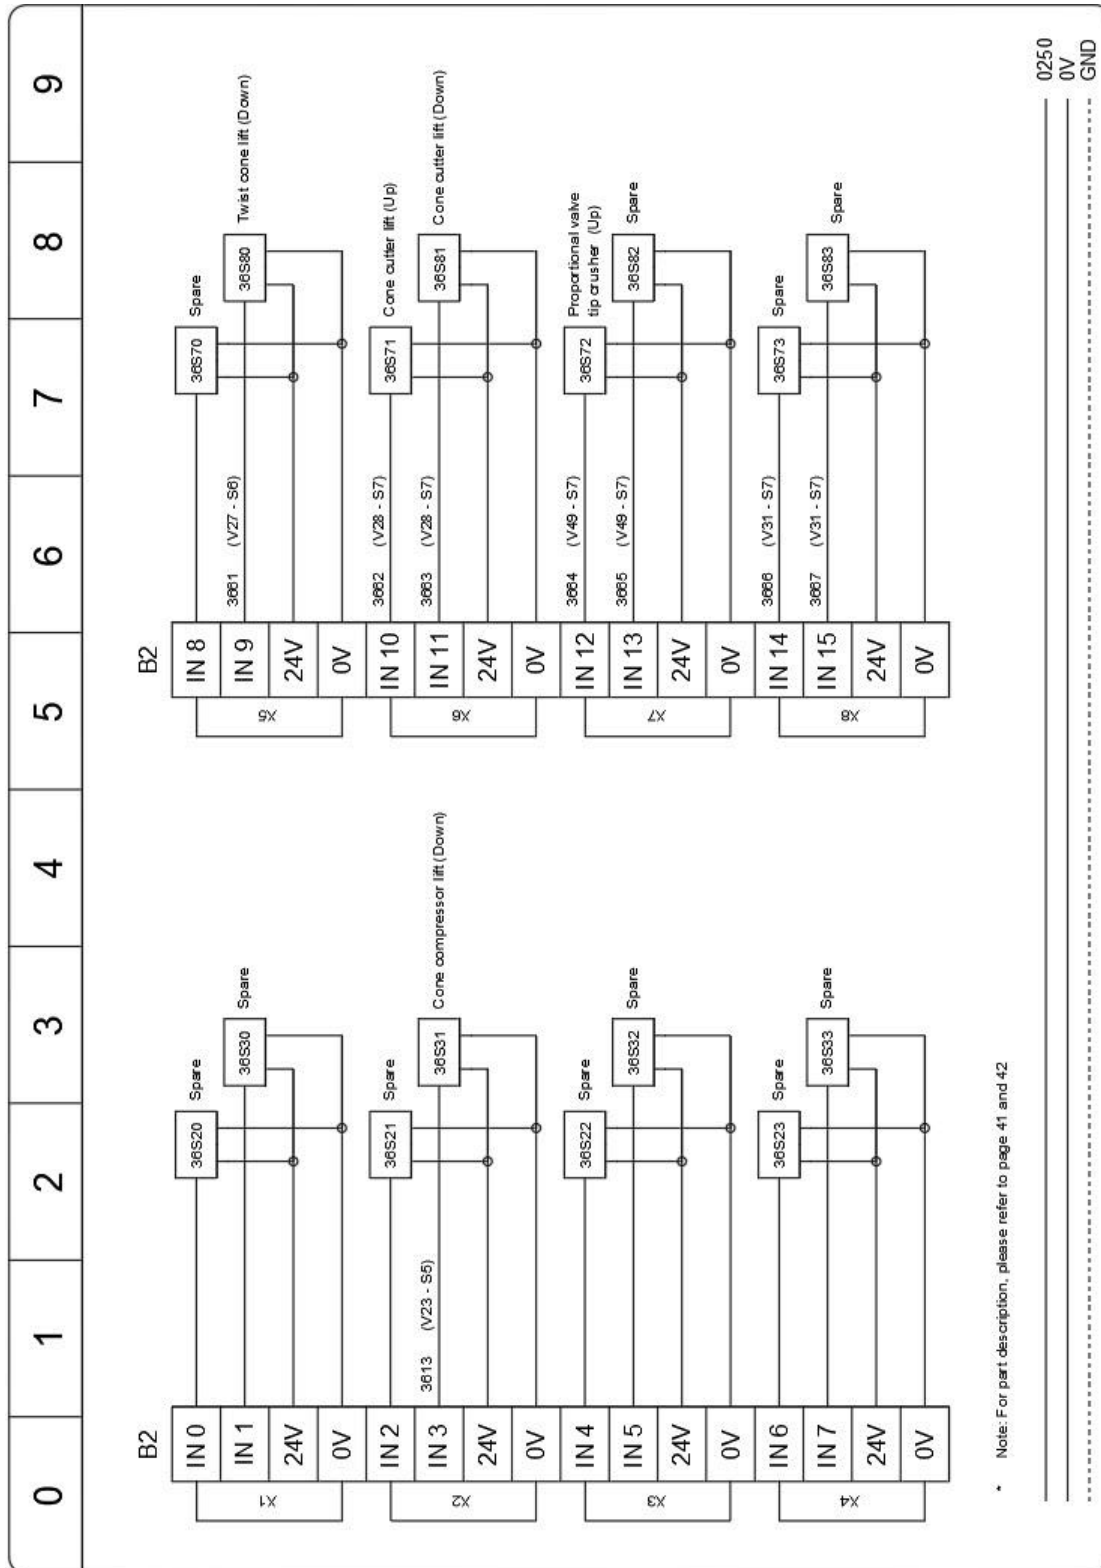 0 1 2 3 4 5 6 7 8 9
B2
IN 0
IN 1
24V
0V
X1
36S20
Spare
36S30
Spare
IN 2
IN 3
24V
0V
X2
3613 (V23 - S5)
36S21
Spare
36S31
Cone compressor lift (Down)
IN 4
IN 5
24V
0V
X3
36S22
Spare
36S32
Spare
IN 6
IN 7
24V
0V
X4
36S23
Spare
36S33
Spare
B2
IN 8
IN 9
24V
0V
X5
3661 (V27 - S6)
36S70
Spare
36S80
Twist cone lift (Down)
IN 10
IN 11
24V
0V
X6
3662 (V28 - S7)
3663 (V28 - S7)
36S71
Cone cutter lift (Up)
36S81
Cone cutter lift (Down)
IN 12
IN 13
24V
0V
X7
3664 (V49 - S7)
3665 (V49 - S7)
36S72
Proportional valve
tip crusher (Up)
36S82
Spare
IN 14
IN 15
24V
0V
X8
3666 (V31 - S7)
3667 (V31 - S7)
36S73
Spare
36S83
Spare
* Note: For part description, please refer to page 41 and 42
0250
0V
GND